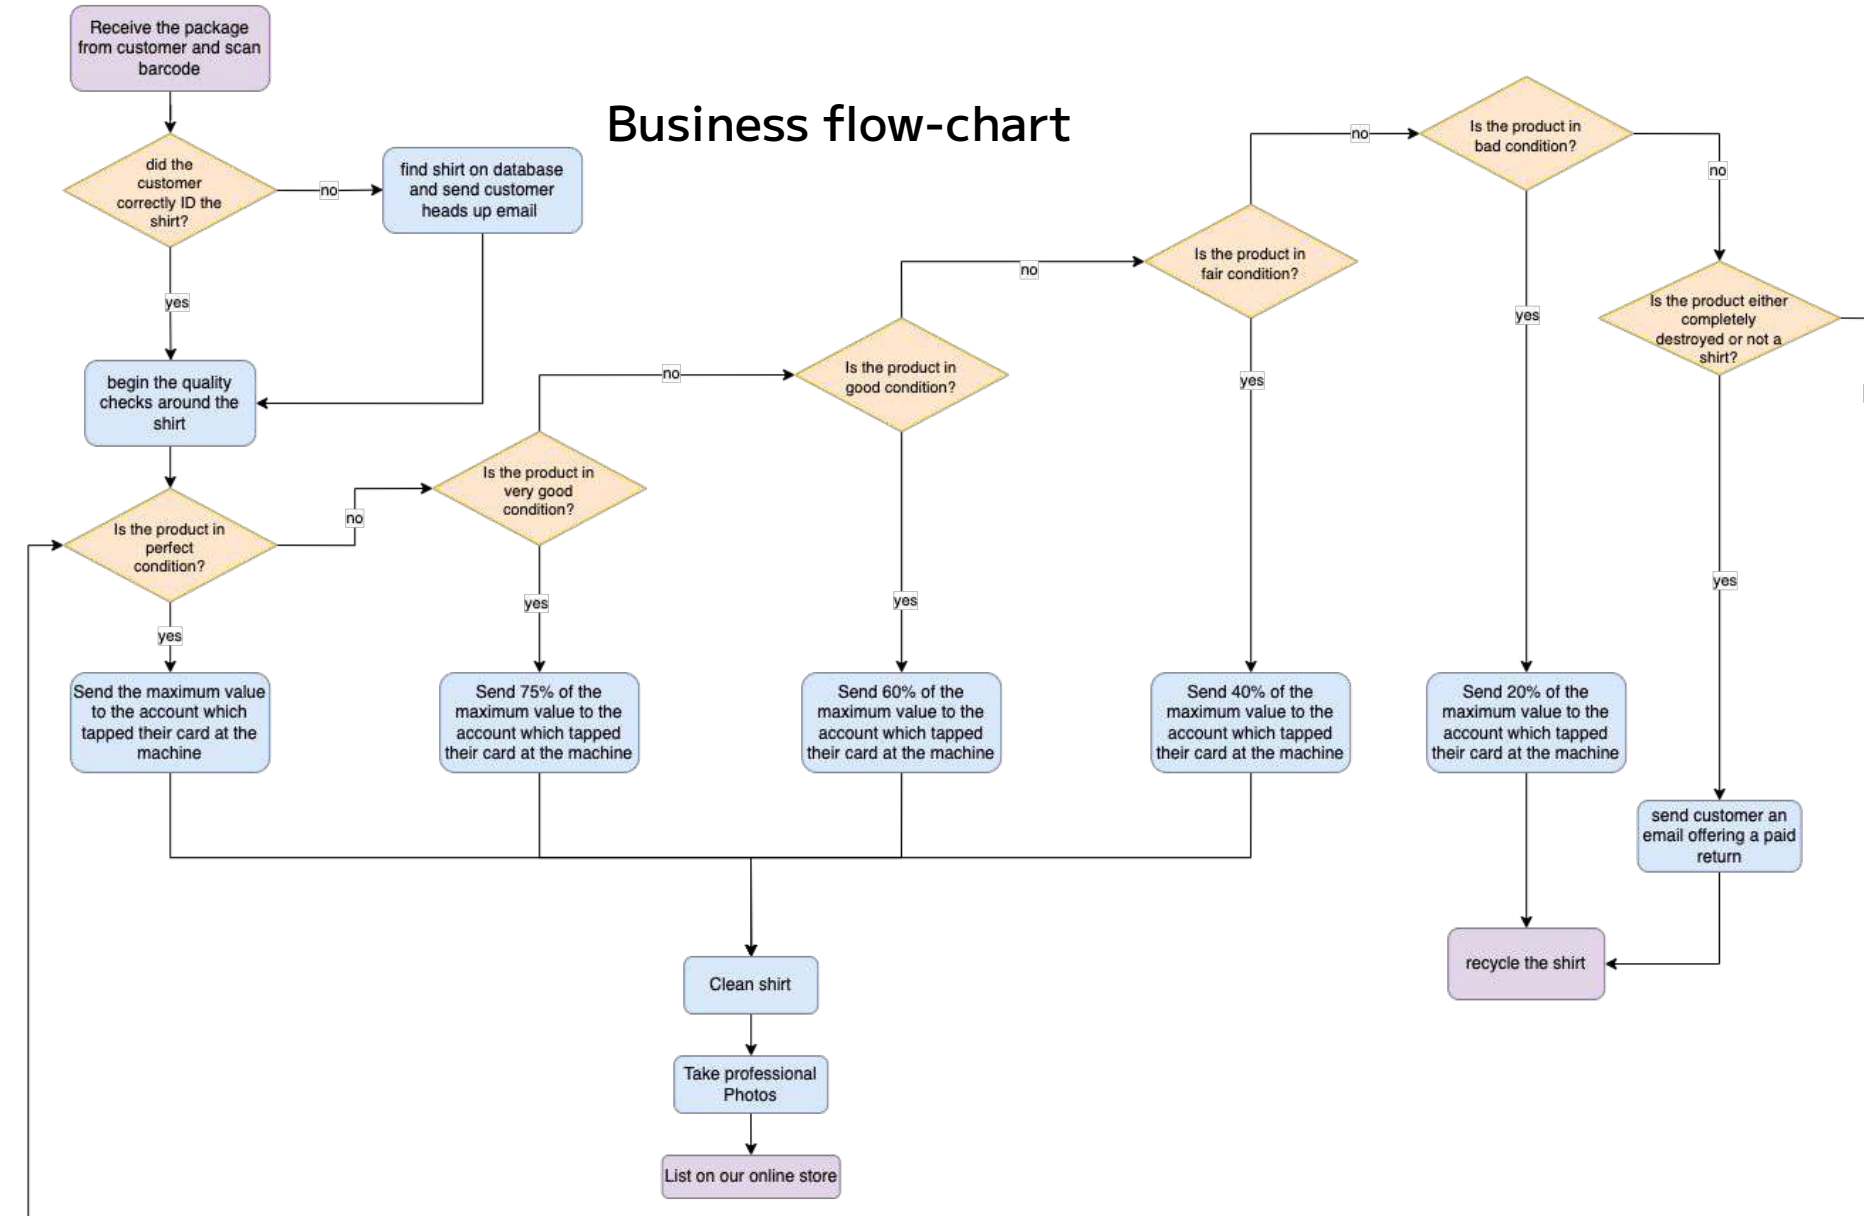 Business flow-chart
Receive the package
from customer and scan
barcode
did the
customer
correctly ID the
shirt?
no
find shirt on database
and send customer
heads up email
yes
begin the quality
checks around the
shirt
Is the product in
perfect
condition?
no
yes
Send the maximum value
to the account which
tapped their card at the
machine
Is the product in
very good
condition?
no
yes
Send 75% of the
maximum value to the
account which tapped
their card at the machine
Is the product in
good condition?
no
yes
Send 60% of the
maximum value to the
account which tapped
their card at the machine
Is the product in
fair condition?
no
yes
Send 40% of the
maximum value to the
account which tapped
their card at the machine
Is the product in
bad condition?
no
yes
Send 20% of the
maximum value to the
account which tapped
their card at the machine
Is the product either
completely
destroyed or not a
shirt?
yes
send customer an
email offering a paid
return
recycle the shirt
Clean shirt
Take professional
Photos
List on our online store